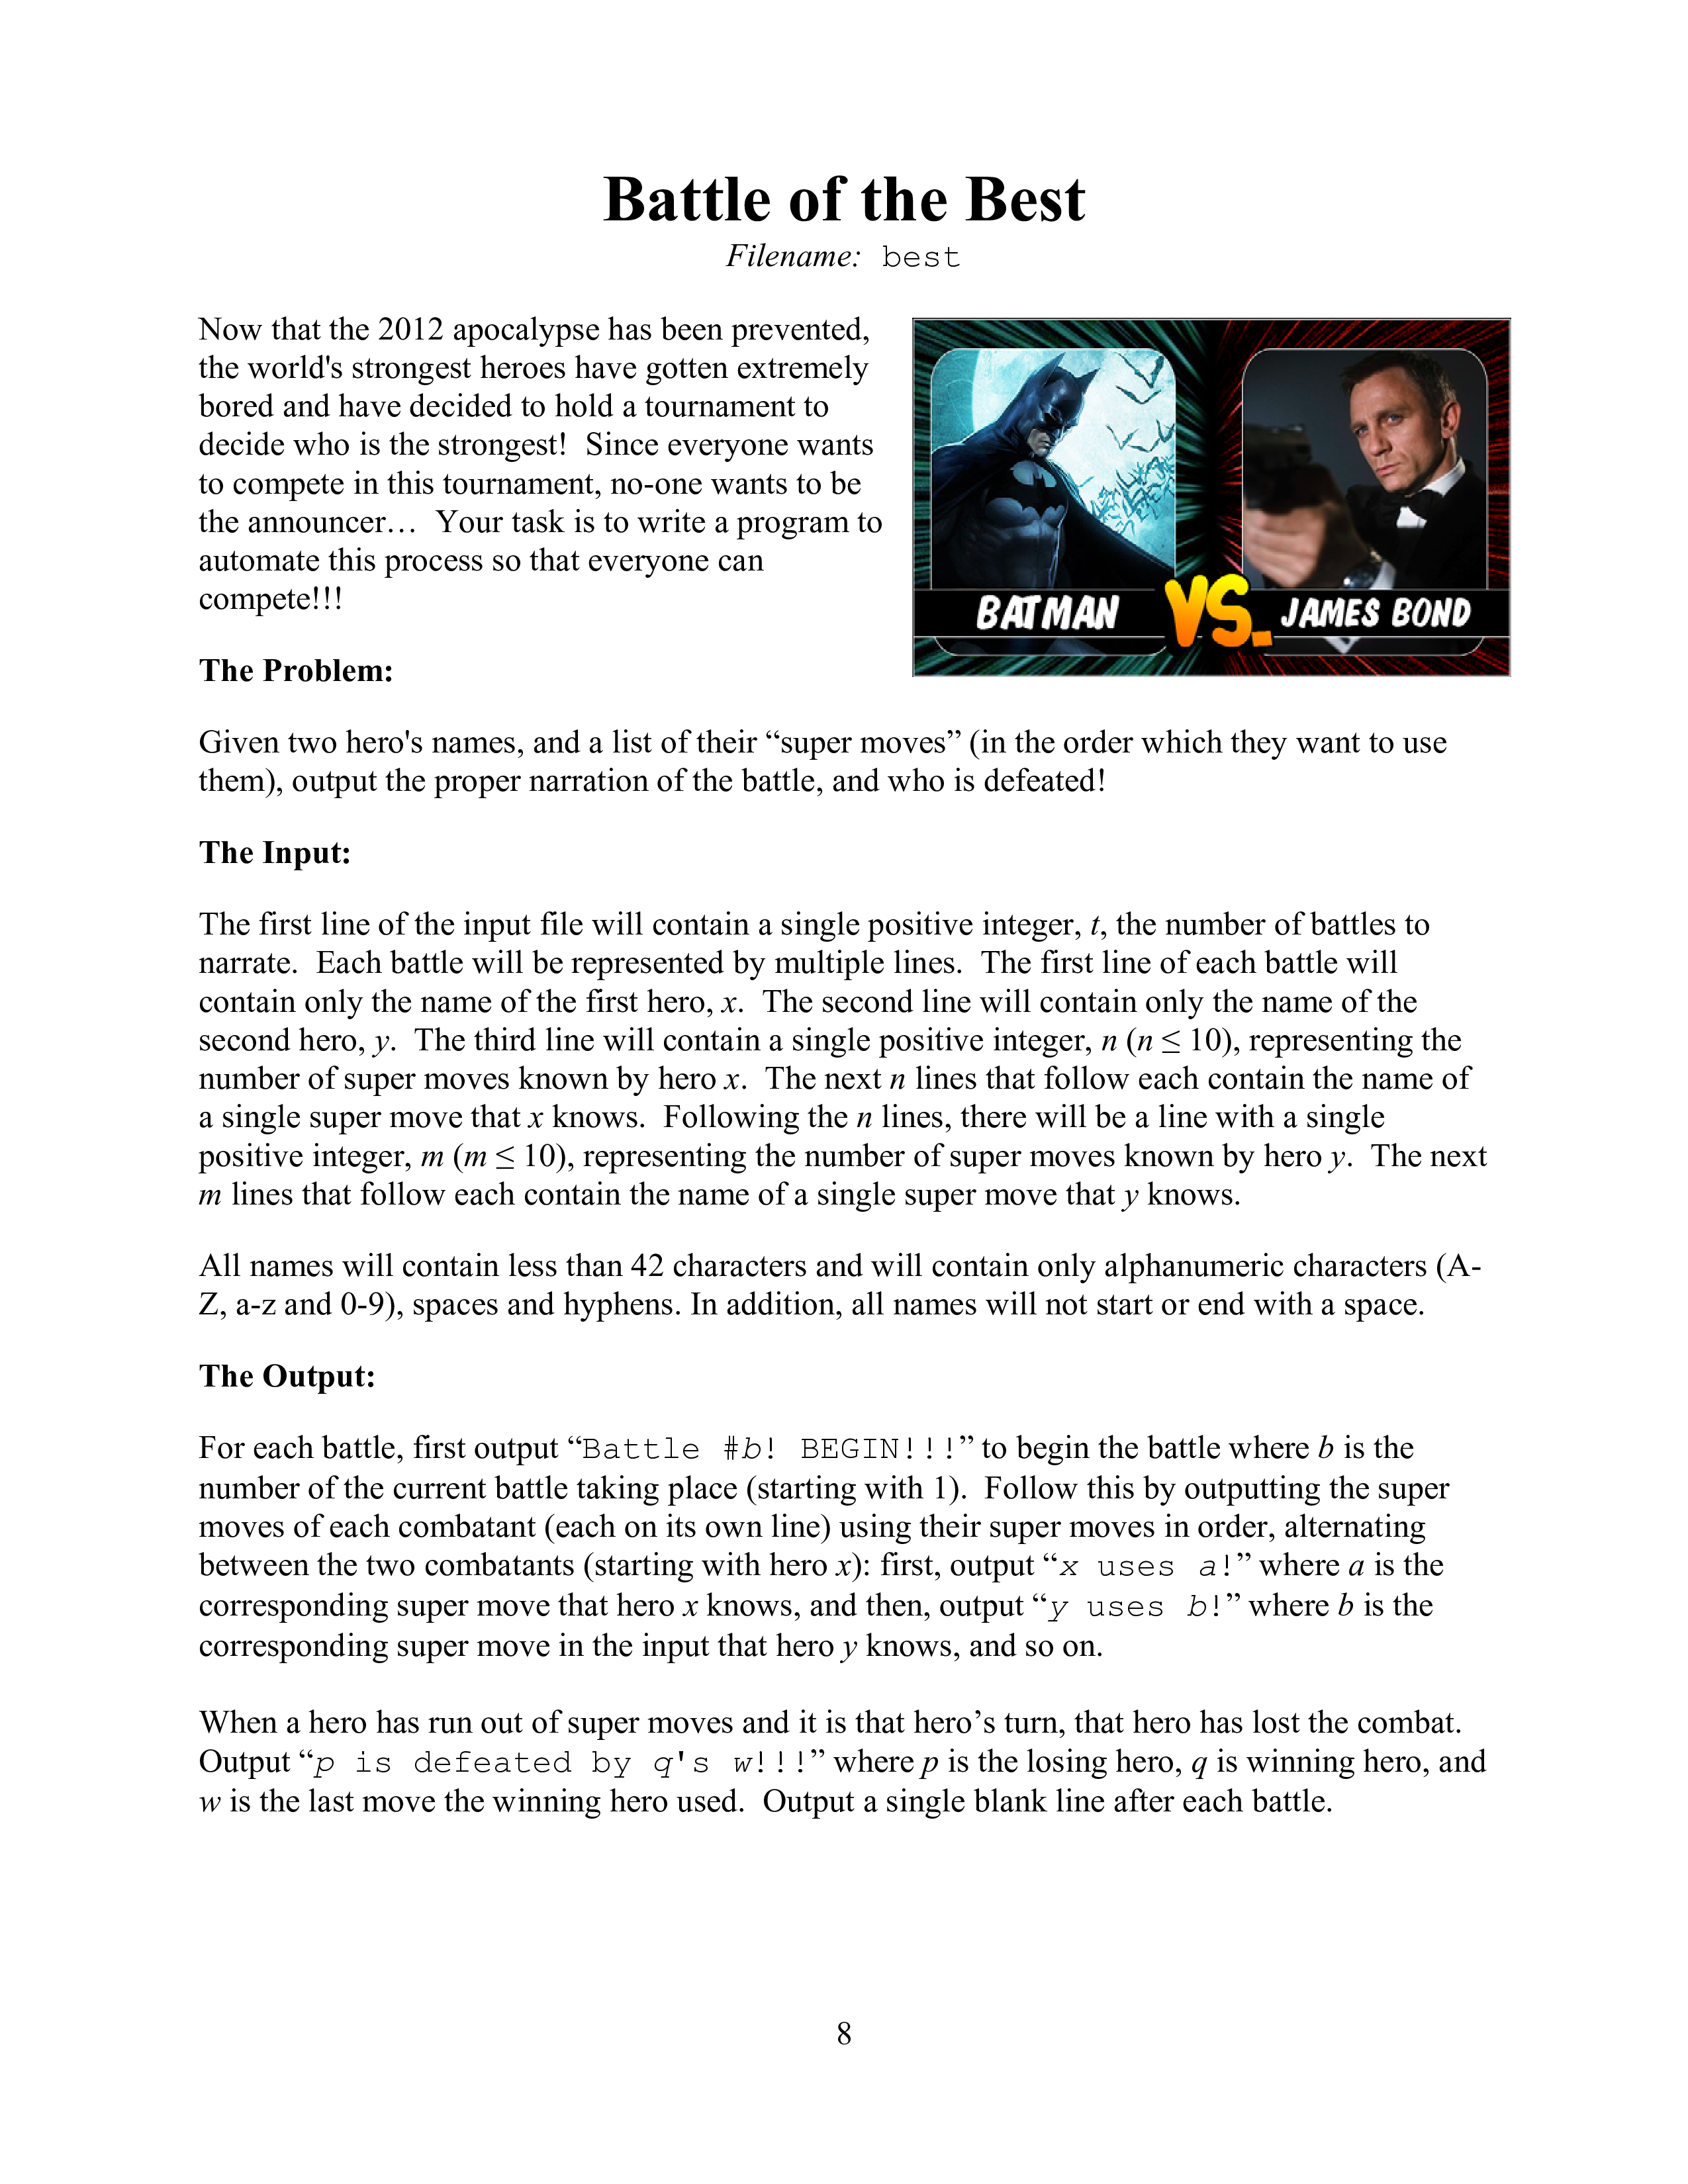 Battle of the Best
Filename: best
Now that the 2012 apocalypse has been prevented,
the world's strongest heroes have gotten extremely
bored and have decided to hold a tournament to
decide who is the strongest!  Since everyone wants
to compete in this tournament, no-one wants to be
the announcer…  Your task is to write a program to
automate this process so that everyone can
compete!!!
BATMAN VS. JAMES BOND
The Problem:
Given two hero's names, and a list of their “super moves” (in the order which they want to use
them), output the proper narration of the battle, and who is defeated!
The Input:
The first line of the input file will contain a single positive integer, t, the number of battles to
narrate.  Each battle will be represented by multiple lines.  The first line of each battle will
contain only the name of the first hero, x.  The second line will contain only the name of the
second hero, y.  The third line will contain a single positive integer, n (n ≤ 10), representing the
number of super moves known by hero x.  The next n lines that follow each contain the name of
a single super move that x knows.  Following the n lines, there will be a line with a single
positive integer, m (m ≤ 10), representing the number of super moves known by hero y.  The next
m lines that follow each contain the name of a single super move that y knows.
All names will contain less than 42 characters and will contain only alphanumeric characters (A-
Z, a-z and 0-9), spaces and hyphens. In addition, all names will not start or end with a space.
The Output:
For each battle, first output “Battle #b! BEGIN!!!” to begin the battle where b is the
number of the current battle taking place (starting with 1).  Follow this by outputting the super
moves of each combatant (each on its own line) using their super moves in order, alternating
between the two combatants (starting with hero x): first, output “x uses a!” where a is the
corresponding super move that hero x knows, and then, output “y uses b!” where b is the
corresponding super move in the input that hero y knows, and so on.
When a hero has run out of super moves and it is that hero’s turn, that hero has lost the combat.
Output “p is defeated by q's w!!!” where p is the losing hero, q is winning hero, and
w is the last move the winning hero used.  Output a single blank line after each battle.
8